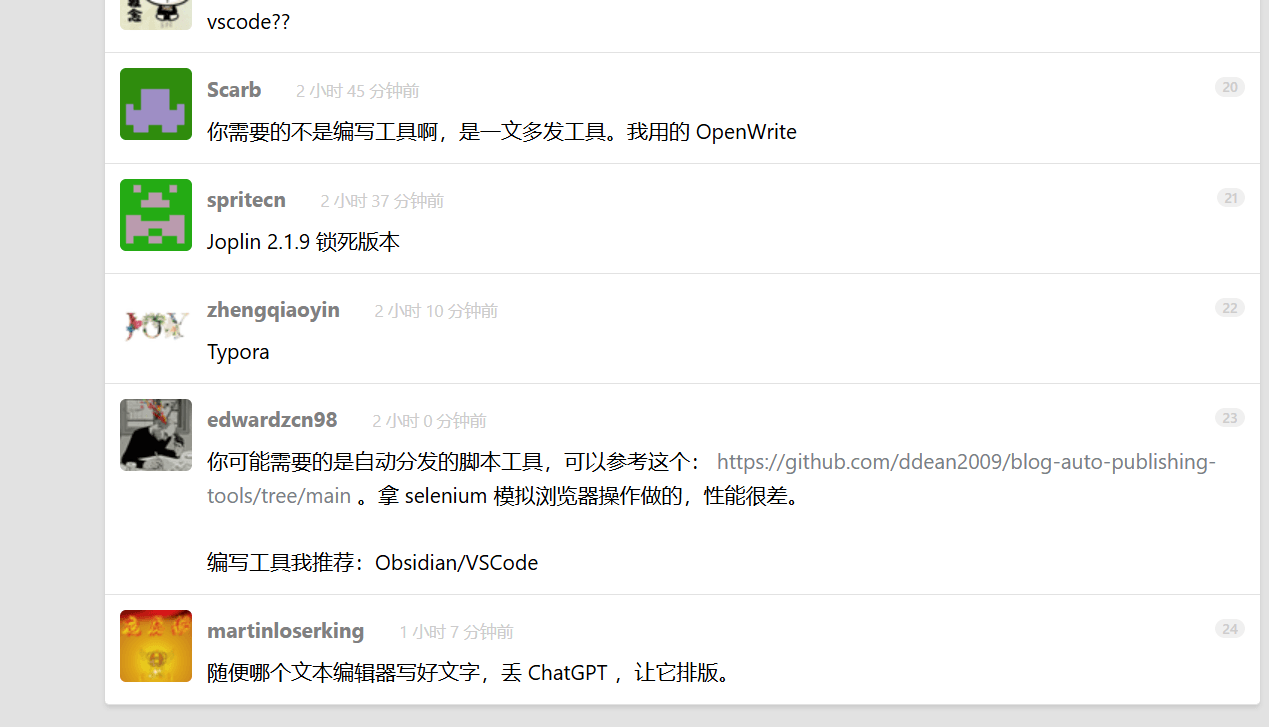 vscode??
Scarb 2 小时 45 分钟前 20
你需要的不是编写工具啊，是一文多发工具。我用的 OpenWrite
spritecn 2 小时 37 分钟前 21
Joplin 2.1.9 锁死版本
zhengqiaoyin 2 小时 10 分钟前 22
JOY
Typora
edwardzcn98 2 小时 0 分钟前 23
你可能需要的是自动分发的脚本工具，可以参考这个： https://github.com/ddean2009/blog-auto-publishing-
tools/tree/main 。拿 selenium 模拟浏览器操作做的，性能很差。
编写工具我推荐：Obsidian/VSCode
martinloserking 1 小时 7 分钟前 24
随便哪个文本编辑器写好文字，丢 ChatGPT ，让它排版。